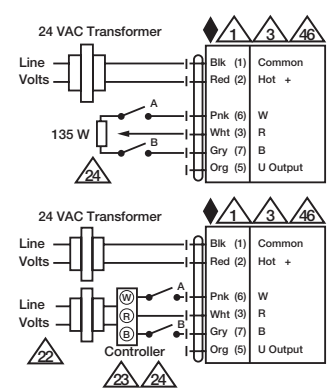 24 VAC Transformer
1 3 46
Line
Volts
Blk (1) Common
Red (2) Hot +
A
Pnk (6) W
135 W
Wht (3) R
B
Gry (7) B
Org (5) U Output
24
24 VAC Transformer
1 3 46
Line
Volts
Blk (1) Common
Red (2) Hot +
Line
Volts
W
A
Pnk (6) W
R
Wht (3) R
B
B
Gry (7) B
Org (5) U Output
22
Controller
23 24